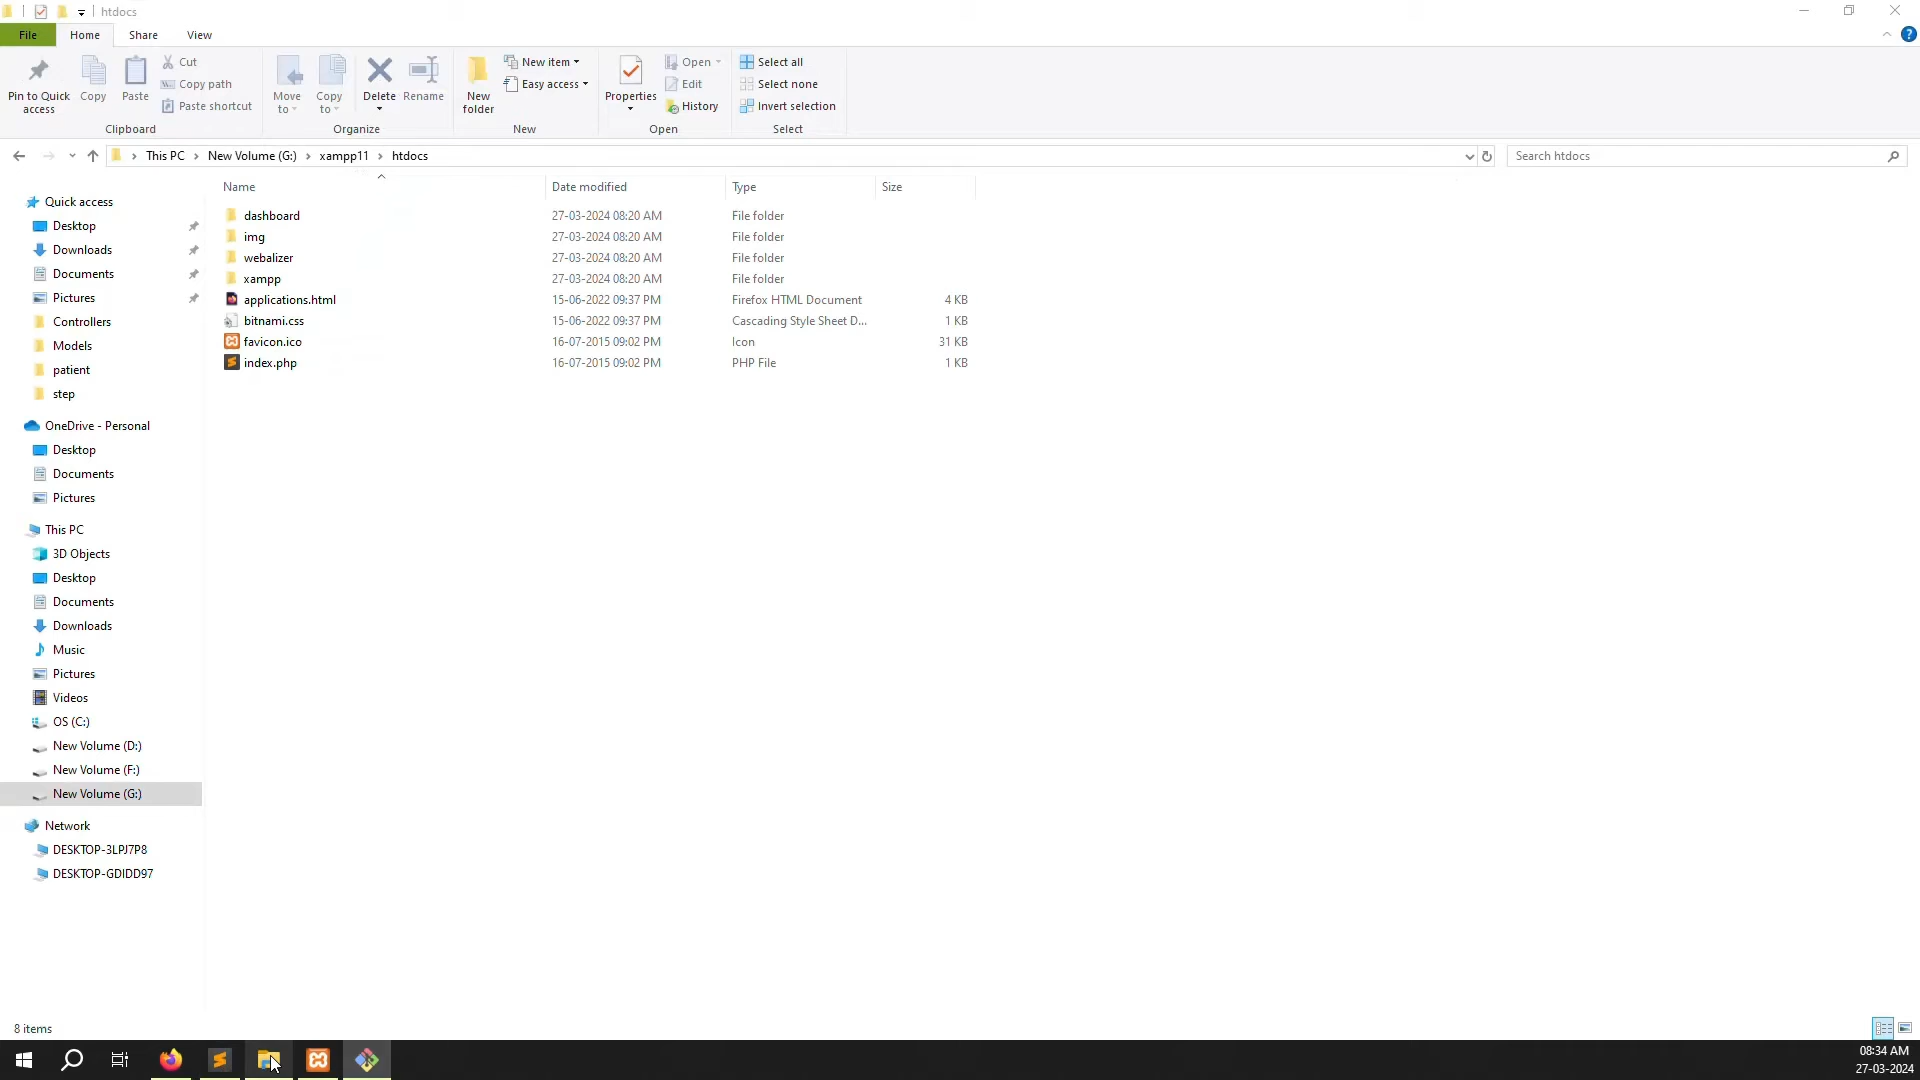 htdocs
File Home Share View
Pin to Quick access
Copy
Paste
Cut
Copy path
Paste shortcut
Clipboard
Move to
Copy to
Delete
Rename
Organize
New folder
New item
Easy access
New
Properties
Open
Edit
History
Open
Select all
Select none
Invert selection
Select
This PC New Volume (G:) xampp11 htdocs
Search htdocs
Quick access
Desktop
Downloads
Documents
Pictures
Controllers
Models
patient
step
OneDrive - Personal
Desktop
Documents
Pictures
This PC
3D Objects
Desktop
Documents
Downloads
Music
Pictures
Videos
OS (C:)
New Volume (D:)
New Volume (F:)
New Volume (G:)
Network
DESKTOP-3LPJ7P8
DESKTOP-GDIDD97
Name Date modified Type Size
dashboard 27-03-2024 08:20 AM File folder
img 27-03-2024 08:20 AM File folder
webalizer 27-03-2024 08:20 AM File folder
xampp 27-03-2024 08:20 AM File folder
applications.html 15-06-2022 09:37 PM Firefox HTML Document 4 KB
bitnami.css 15-06-2022 09:37 PM Cascading Style Sheet D... 1 KB
favicon.ico 16-07-2015 09:02 PM Icon 31 KB
index.php 16-07-2015 09:02 PM PHP File 1 KB
8 items
08:34 AM
27-03-2024